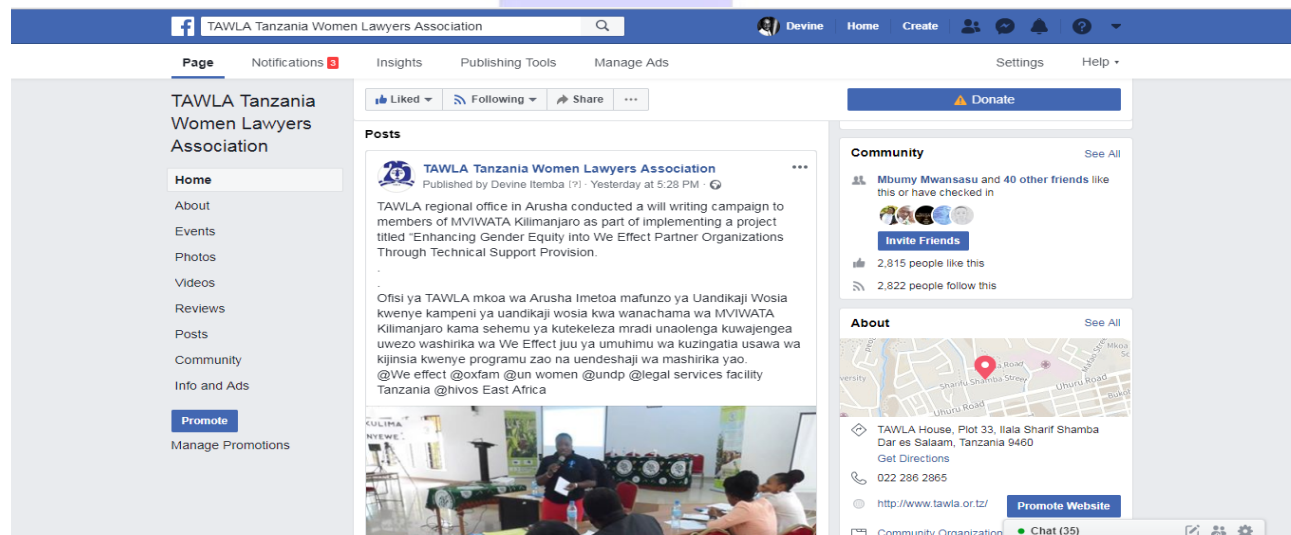 TAWLA Tanzania Women Lawyers Association
Devine Home Create
Page Notifications 3 Insights Publishing Tools Manage Ads Settings Help
TAWLA Tanzania
Women Lawyers
Association
Home
About
Events
Photos
Videos
Reviews
Posts
Community
Info and Ads
Promote
Manage Promotions
Liked Following Share
Donate
Posts
TAWLA Tanzania Women Lawyers Association
Published by Devine Itemba [?] · Yesterday at 5:28 PM ·
TAWLA regional office in Arusha conducted a will writing campaign to
members of MVIWATA Kilimanjaro as part of implementing a project
titled "Enhancing Gender Equity into We Effect Partner Organizations
Through Technical Support Provision.
.
.
Ofisi ya TAWLA mkoa wa Arusha Imetoa mafunzo ya Uandikaji Wosia
kwenye kampeni ya uandikaji wosia kwa wanachama wa MVIWATA
Kilimanjaro kama sehemu ya kutekeleza mradi unaolenga kuwajengea
uwezo washirika wa We Effect juu ya umuhimu wa kuzingatia usawa wa
kijinsia kwenye programu zao na uendeshaji wa mashirika yao.
@We effect @oxfam @un women @undp @legal services facility
Tanzania @hivos East Africa
KULIMA
NYEWE
Community See All
Mbumy Mwansasu and 40 other friends like
this or have checked in
Invite Friends
2,815 people like this
2,822 people follow this
About See All
Sharifu Shamba Street
Uhuru Road
Uhuru Road
TAWLA House, Plot 33, Ilala Sharif Shamba
Dar es Salaam, Tanzania 9460
Get Directions
022 286 2865
http://www.tawla.or.tz/ Promote Website
Community Organization
Chat (35)